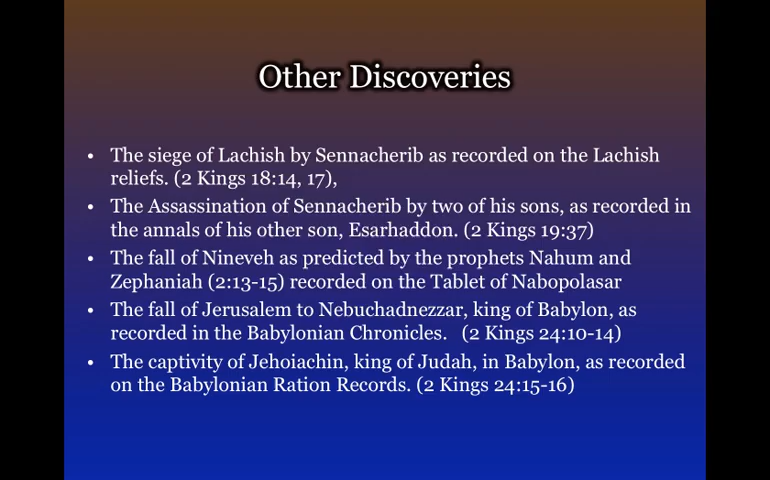 Other Discoveries
• The siege of Lachish by Sennacherib as recorded on the Lachish
reliefs. (2 Kings 18:14, 17),
• The Assassination of Sennacherib by two of his sons, as recorded in
the annals of his other son, Esarhaddon. (2 Kings 19:37)
• The fall of Nineveh as predicted by the prophets Nahum and
Zephaniah (2:13-15) recorded on the Tablet of Nabopolasar
• The fall of Jerusalem to Nebuchadnezzar, king of Babylon, as
recorded in the Babylonian Chronicles.   (2 Kings 24:10-14)
• The captivity of Jehoiachin, king of Judah, in Babylon, as recorded
on the Babylonian Ration Records. (2 Kings 24:15-16)